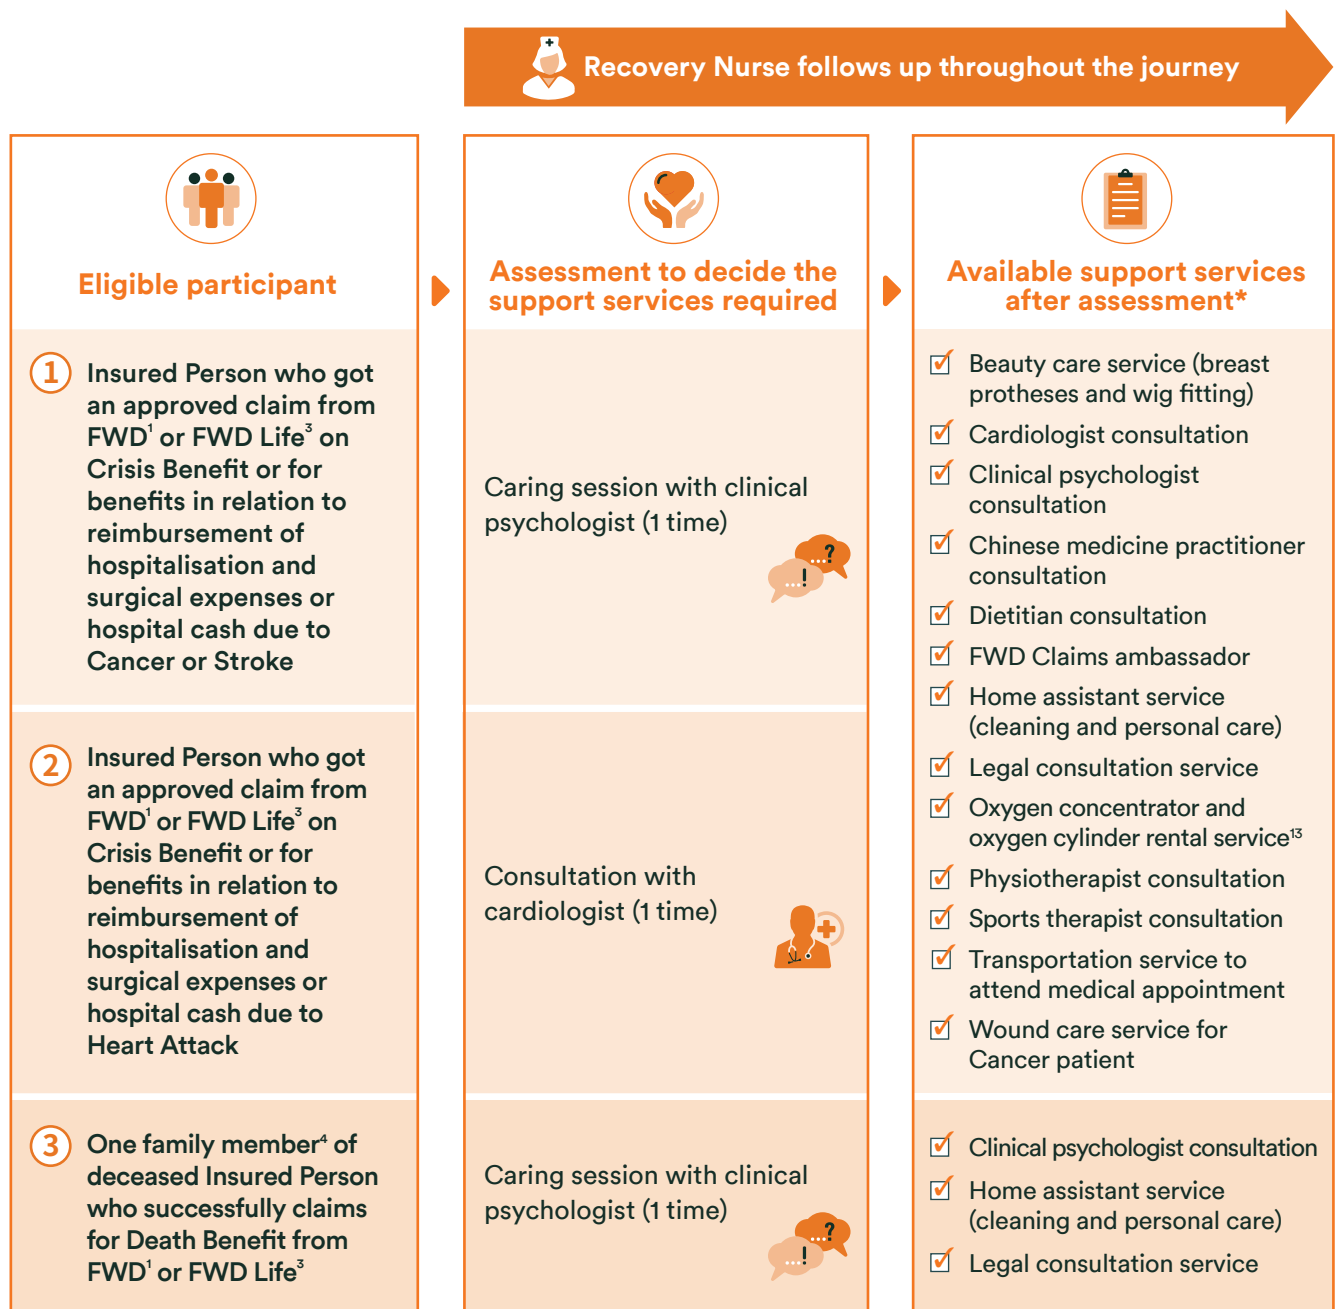 Recovery Nurse follows up throughout the journey
Eligible participant
Assessment to decide the
support services required
Available support services
after assessment*
1
Insured Person who got
an approved claim from
FWD¹ or FWD Life³ on
Crisis Benefit or for
benefits in relation to
reimbursement of
hospitalisation and
surgical expenses or
hospital cash due to
Cancer or Stroke
Caring session with clinical
psychologist (1 time)
...?
...!
2
Insured Person who got
an approved claim from
FWD¹ or FWD Life³ on
Crisis Benefit or for
benefits in relation to
reimbursement of
hospitalisation and
surgical expenses or
hospital cash due to
Heart Attack
Consultation with
cardiologist (1 time)
Beauty care service (breast
protheses and wig fitting)
Cardiologist consultation
Clinical psychologist
consultation
Chinese medicine practitioner
consultation
Dietitian consultation
FWD Claims ambassador
Home assistant service
(cleaning and personal care)
Legal consultation service
Oxygen concentrator and
oxygen cylinder rental service¹³
Physiotherapist consultation
Sports therapist consultation
Transportation service to
attend medical appointment
Wound care service for
Cancer patient
3
One family member⁴ of
deceased Insured Person
who successfully claims
for Death Benefit from
FWD¹ or FWD Life³
Caring session with clinical
psychologist (1 time)
...?
...!
Clinical psychologist consultation
Home assistant service
(cleaning and personal care)
Legal consultation service